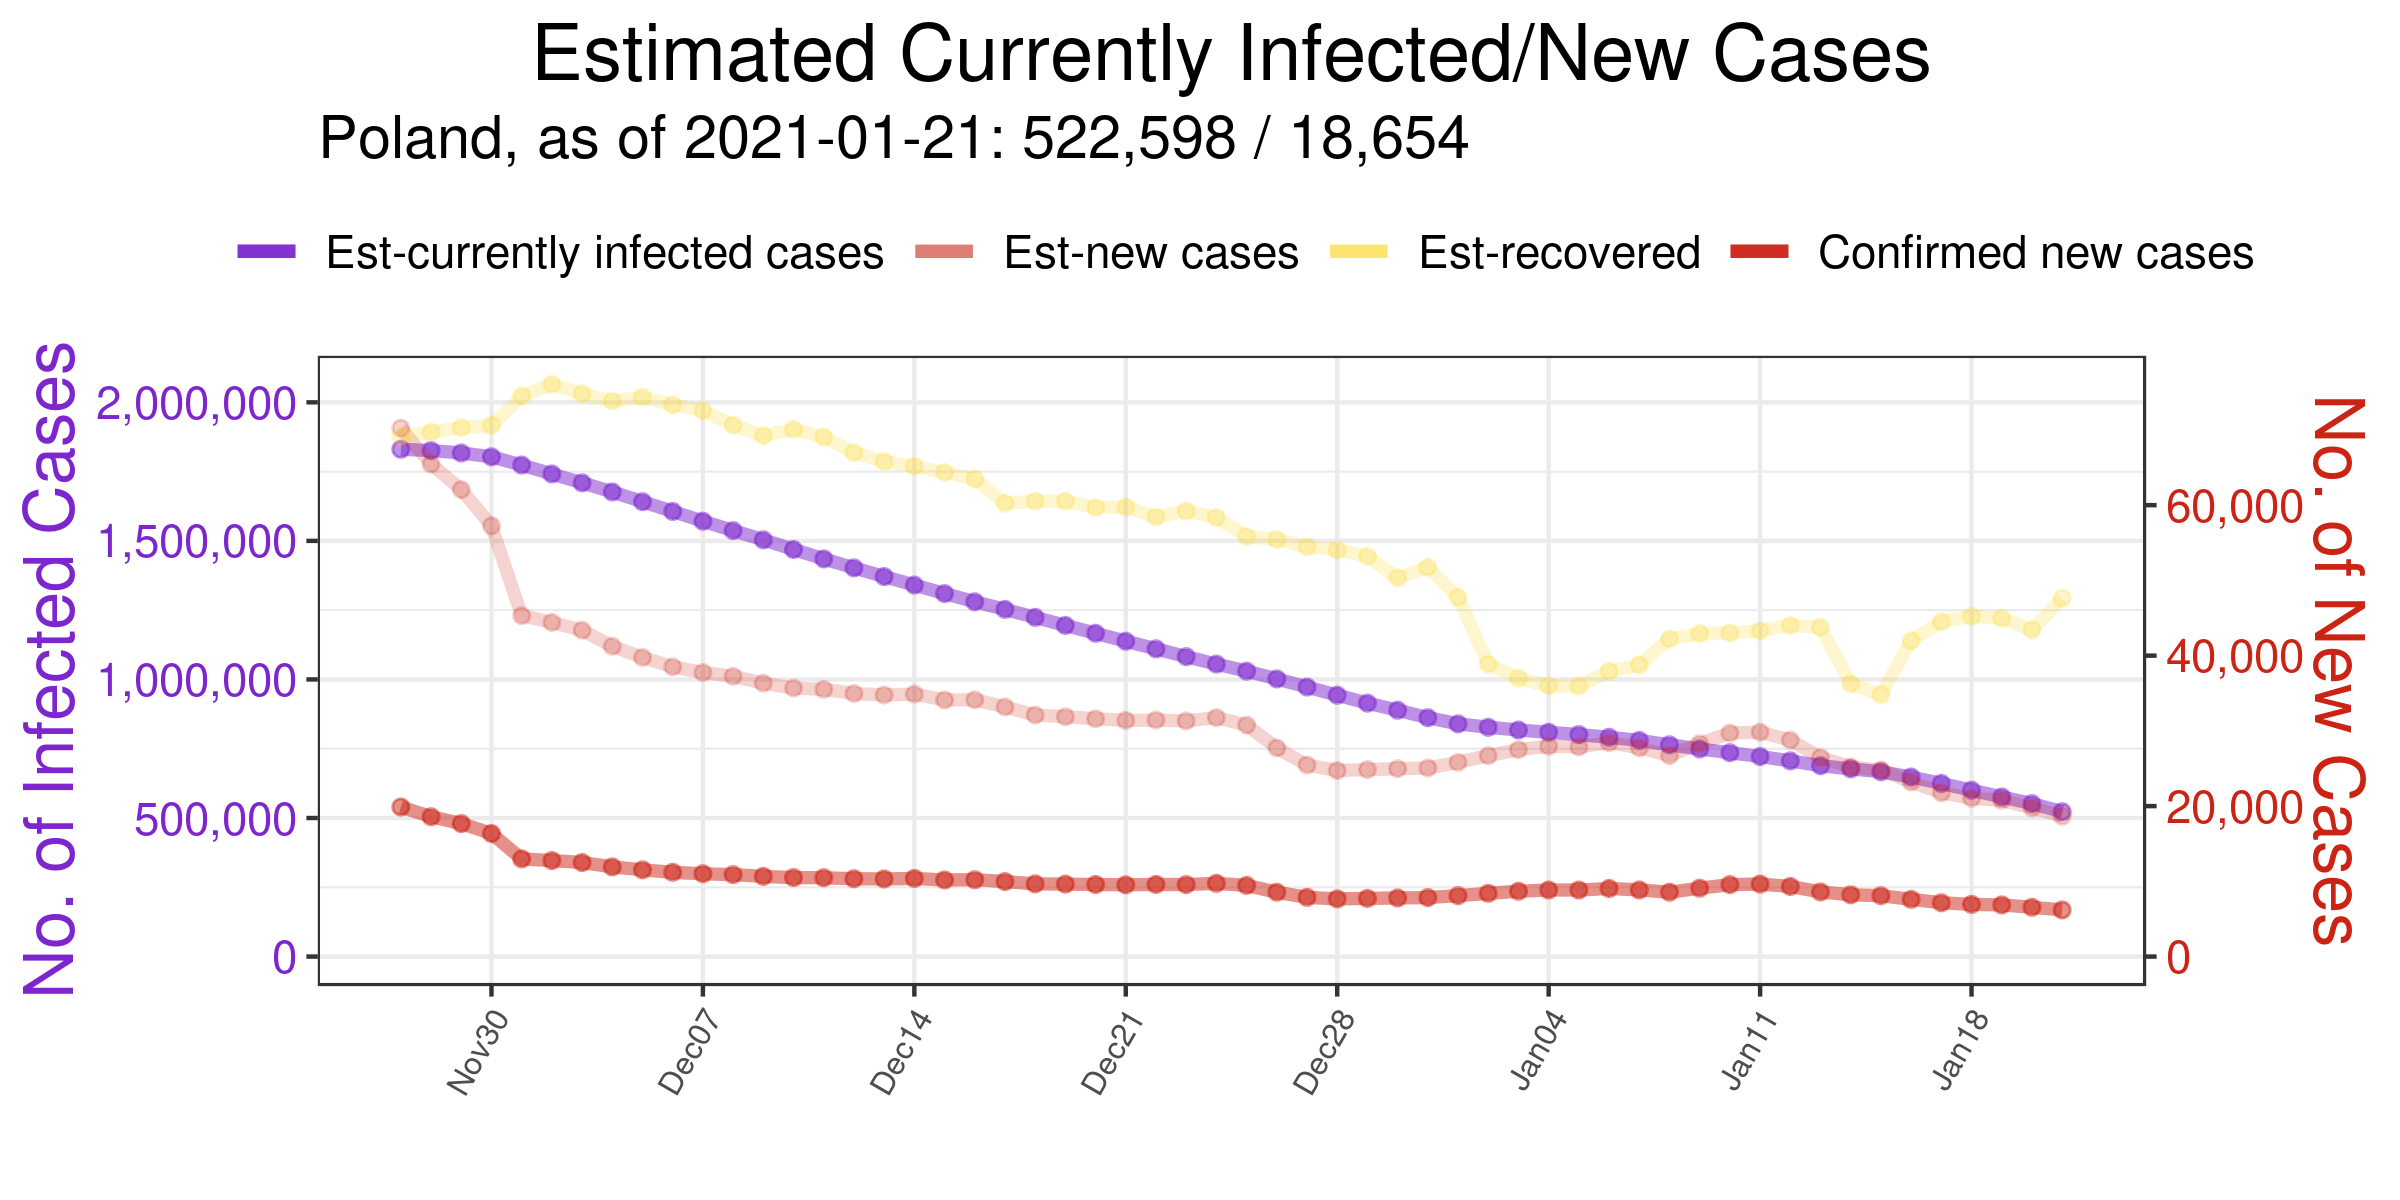 Estimated Currently Infected/New Cases
Poland, as of 2021-01-21: 522,598 / 18,654
Est-currently infected cases Est-new cases Est-recovered Confirmed new cases
No. of Infected Cases
2,000,000
1,500,000
1,000,000
500,000
0
60,000
40,000
20,000
0
No. of New Cases
Nov30 Dec07 Dec14 Dec21 Dec28 Jan04 Jan11 Jan18